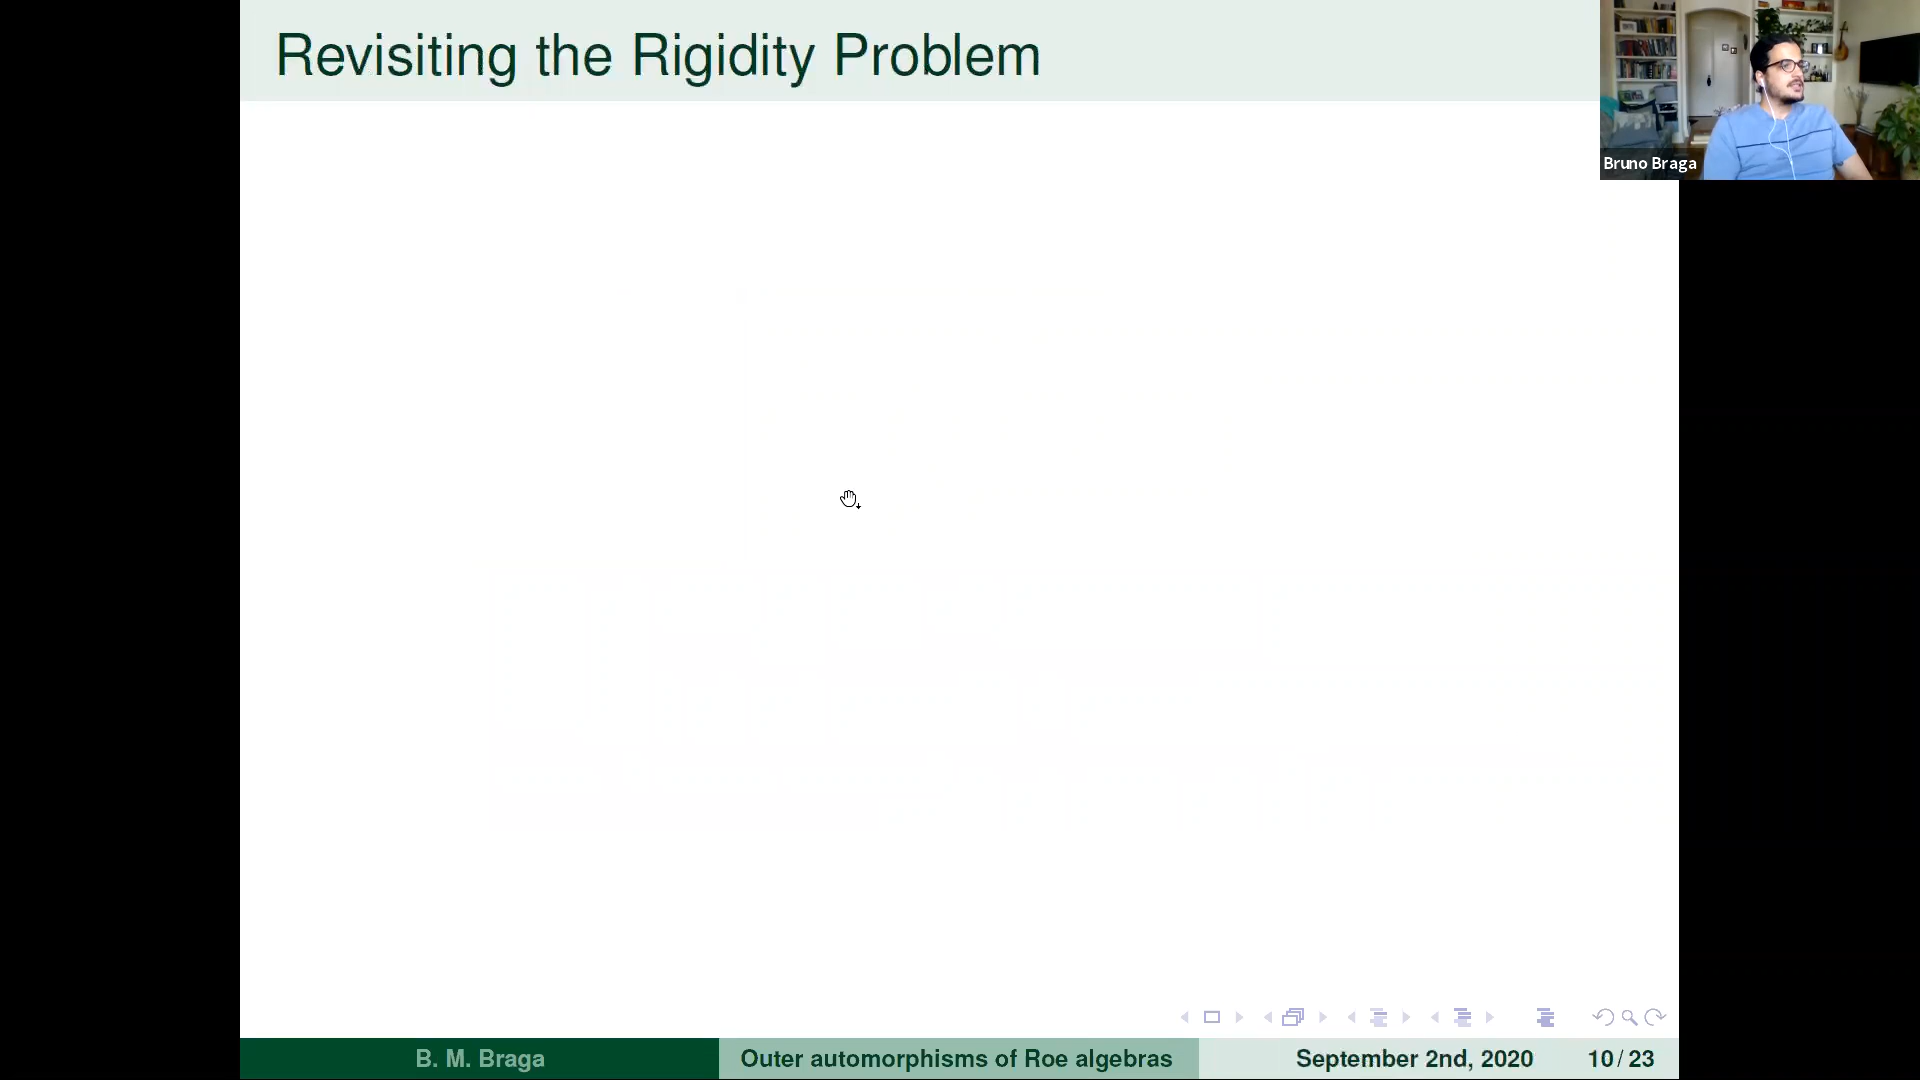 Revisiting the Rigidity Problem
Bruno Braga
B. M. Braga
Outer automorphisms of Roe algebras
September 2nd, 2020
10 / 23